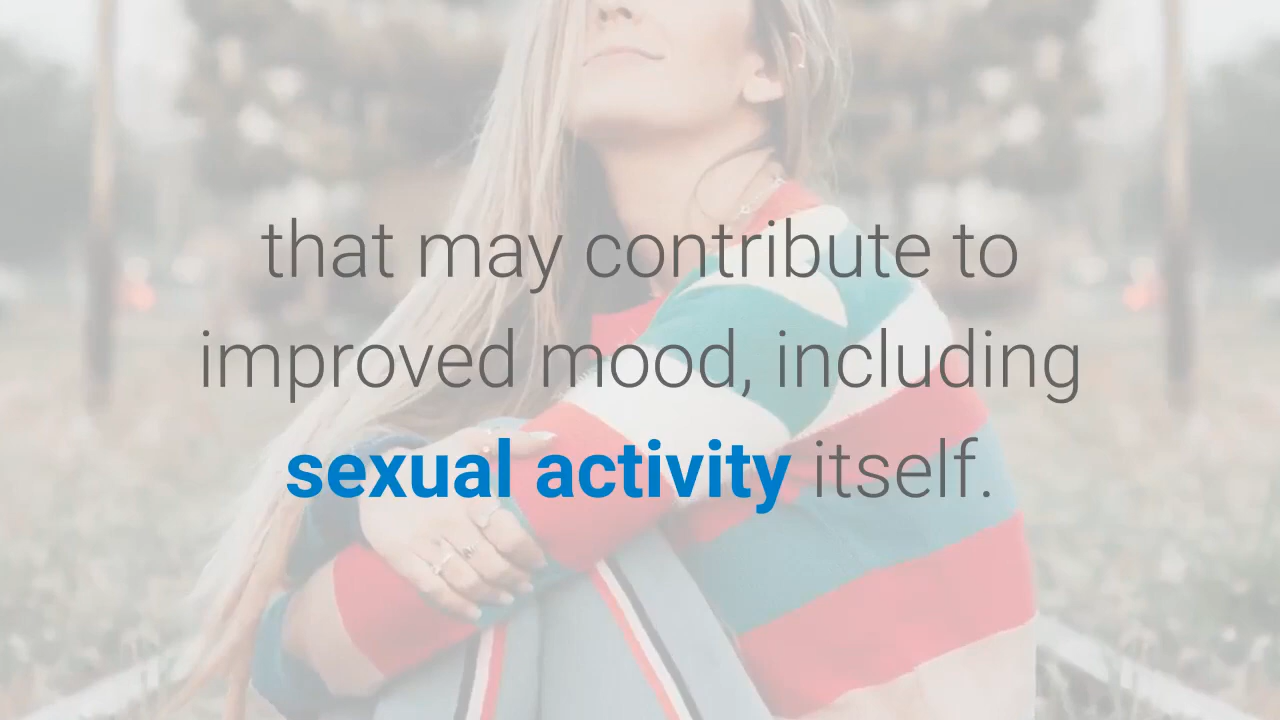 that may contribute to
improved mood, including
sexual activity itself.